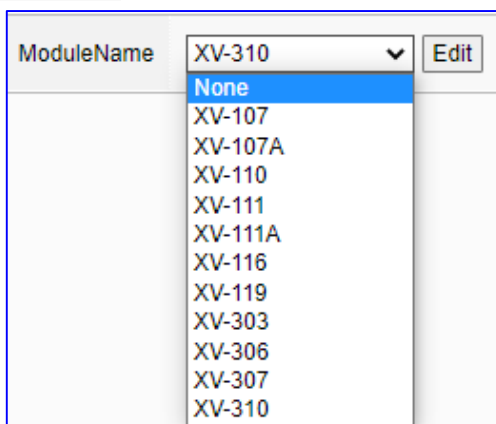 ModuleName XV-310 Edit
None
XV-107
XV-107A
XV-110
XV-111
XV-111A
XV-116
XV-119
XV-303
XV-306
XV-307
XV-310